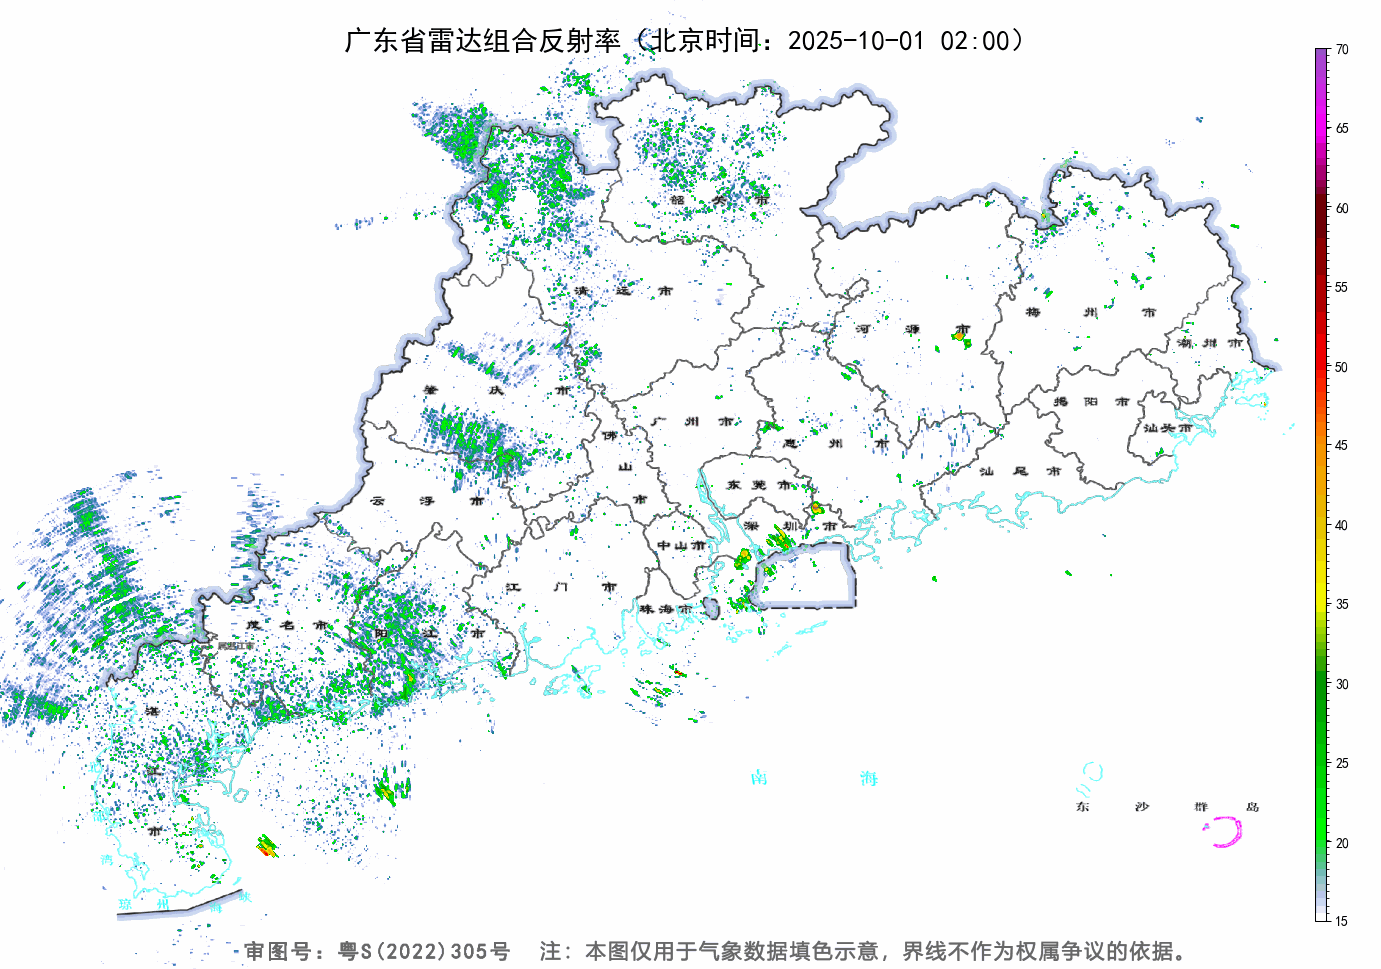 广东省雷达组合反射率（北京时间：2025-10-01 02:00）
70
65
60
55
50
45
40
35
30
25
20
15
韶关市
清远市
河源市
梅州市
潮州市
肇庆市
广州市
佛山市
惠州市
揭阳市
汕头市
汕尾市
云浮市
东莞市
深圳市
中山市
江门市
珠海市
茂名市
阳江市
湛江市
南海
东沙群岛
湾
琼州海峡
审图号：粤S(2022)305号 注：本图仅用于气象数据填色示意，界线不作为权属争议的依据。